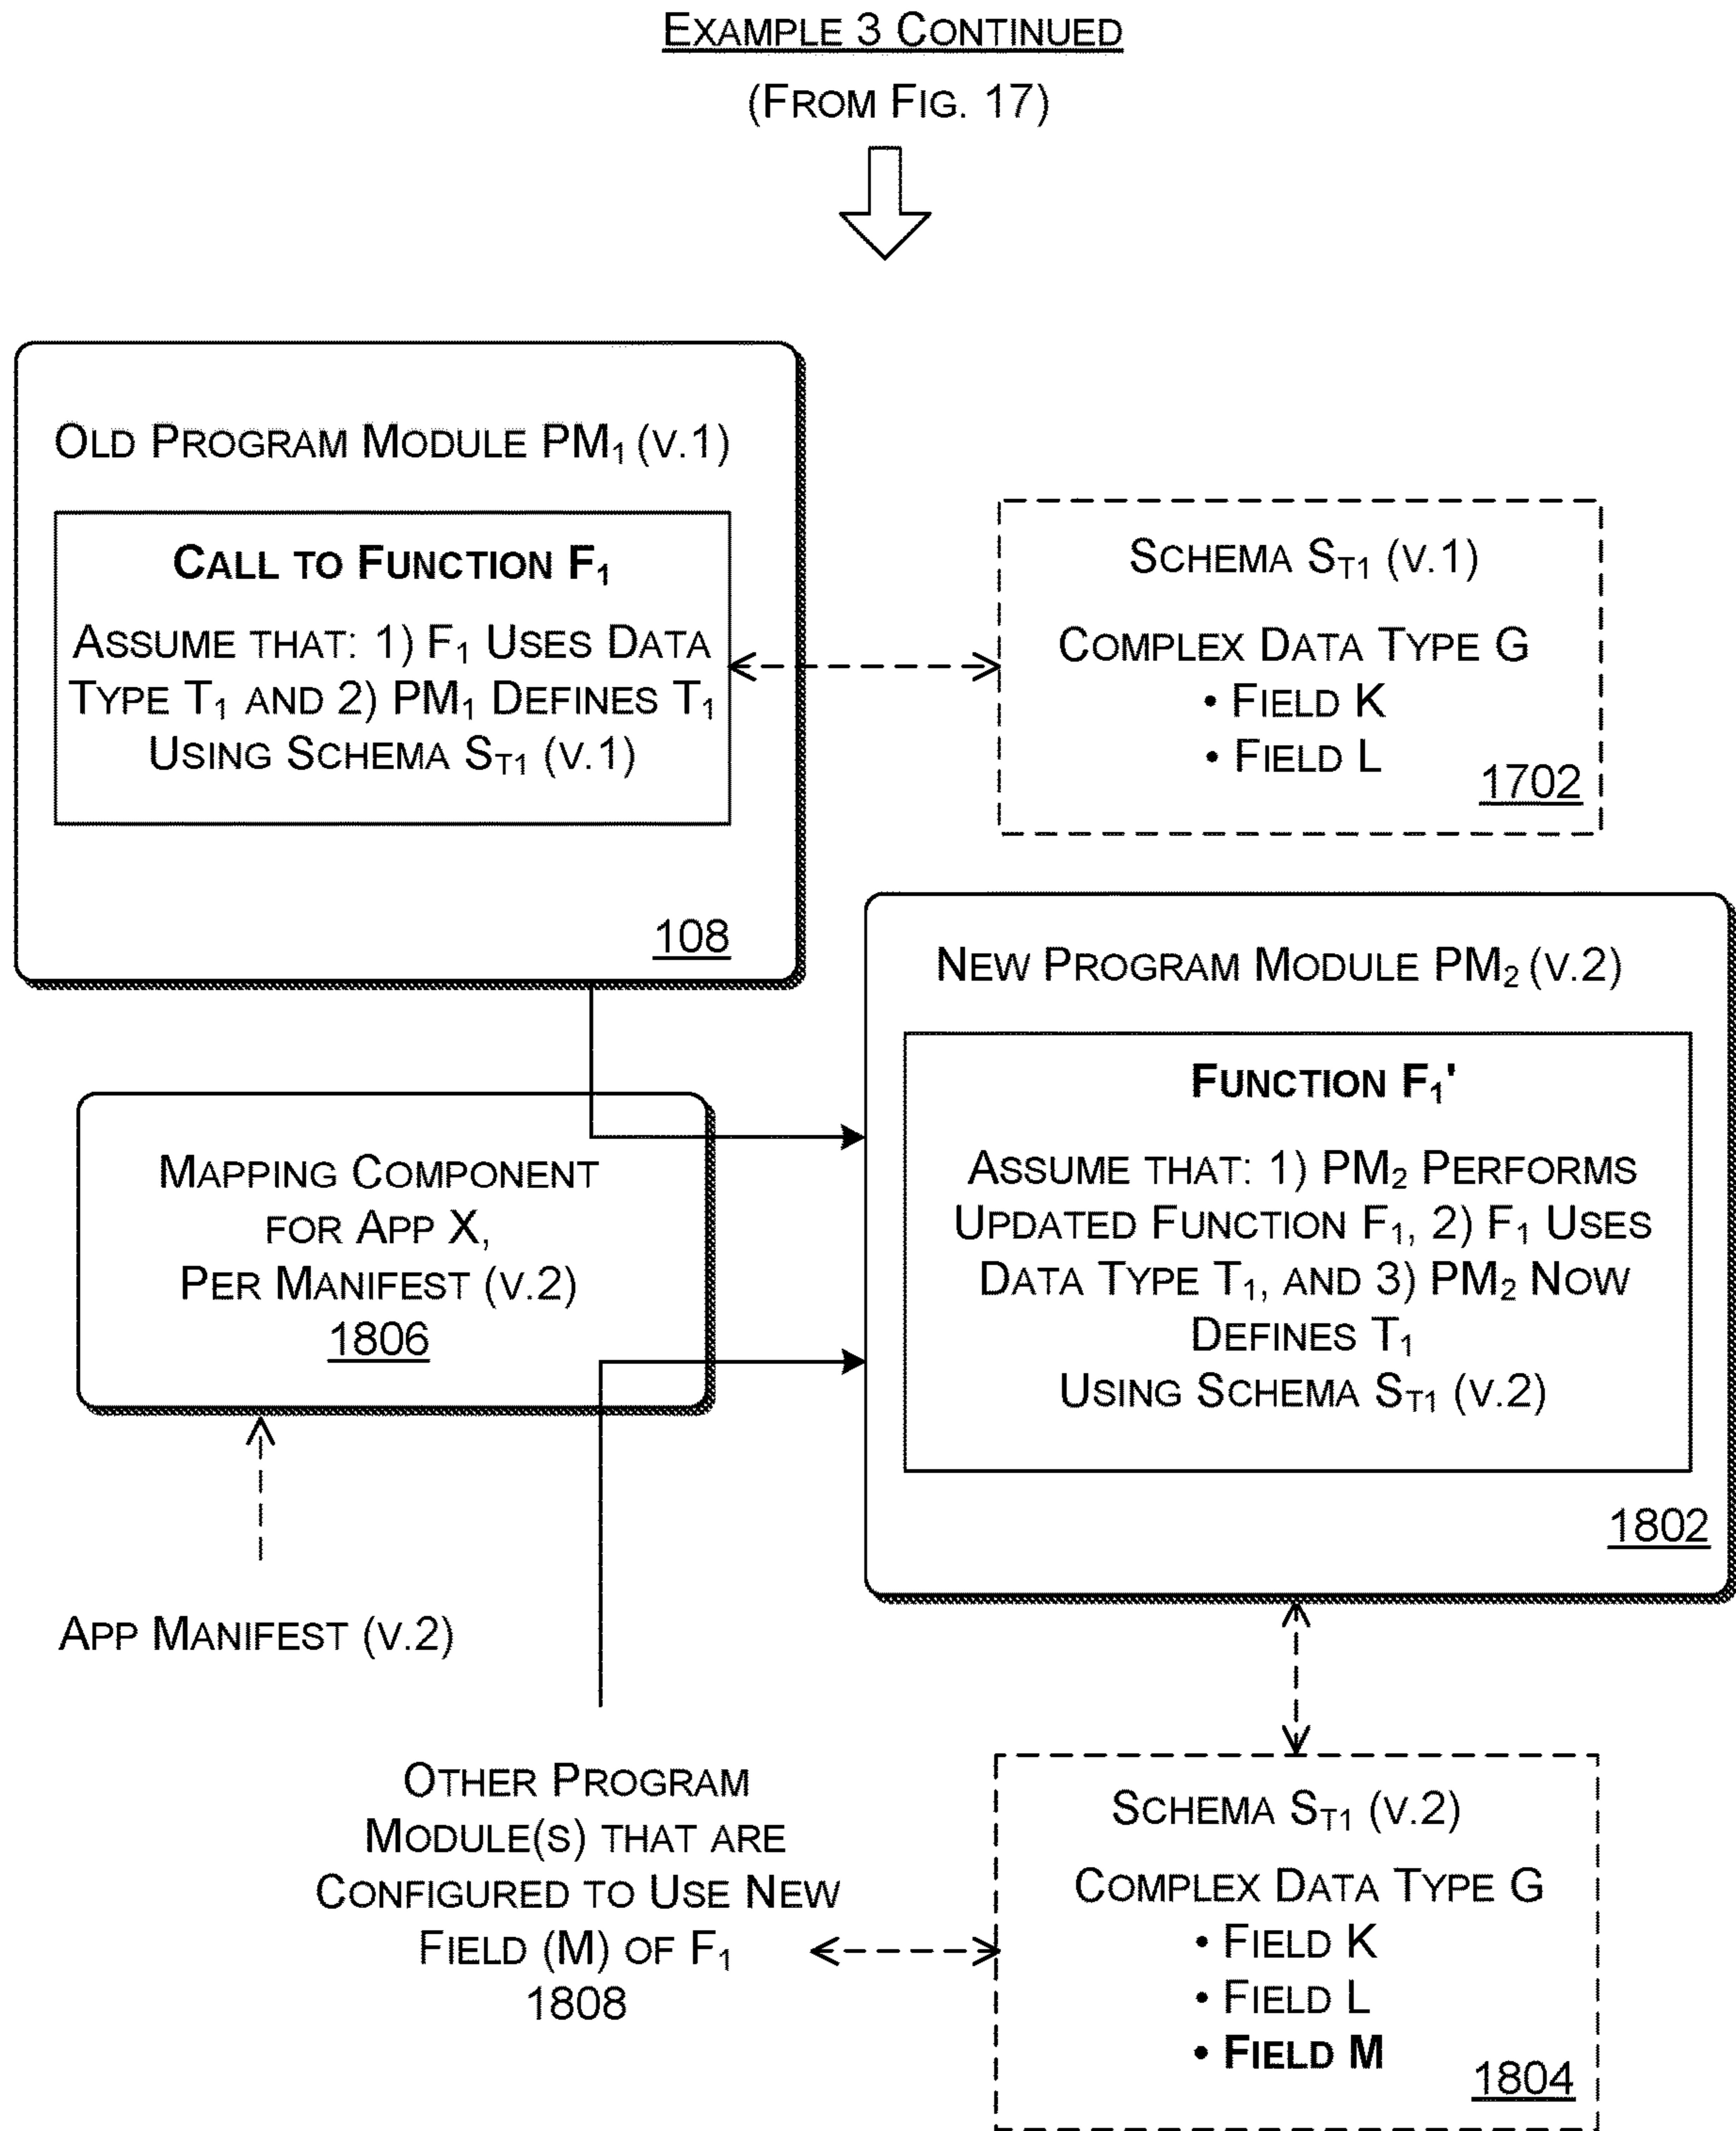 EXAMPLE 3 CONTINUED
(FROM FIG. 17)
OLD PROGRAM MODULE PM₁ (V.1)
CALL TO FUNCTION F₁
ASSUME THAT: 1) F₁ USES DATA
TYPE T₁ AND 2) PM₁ DEFINES T₁
USING SCHEMA S_T1 (V.1)
108
SCHEMA S_T1 (V.1)
COMPLEX DATA TYPE G
• FIELD K
• FIELD L
1702
NEW PROGRAM MODULE PM₂ (V.2)
FUNCTION F₁'
ASSUME THAT: 1) PM₂ PERFORMS
UPDATED FUNCTION F₁, 2) F₁ USES
DATA TYPE T₁, AND 3) PM₂ NOW
DEFINES T₁
USING SCHEMA S_T1 (V.2)
1802
MAPPING COMPONENT
FOR APP X,
PER MANIFEST (V.2)
1806
APP MANIFEST (V.2)
OTHER PROGRAM
MODULE(S) THAT ARE
CONFIGURED TO USE NEW
FIELD (M) OF F₁
1808
SCHEMA S_T1 (V.2)
COMPLEX DATA TYPE G
• FIELD K
• FIELD L
• FIELD M
1804